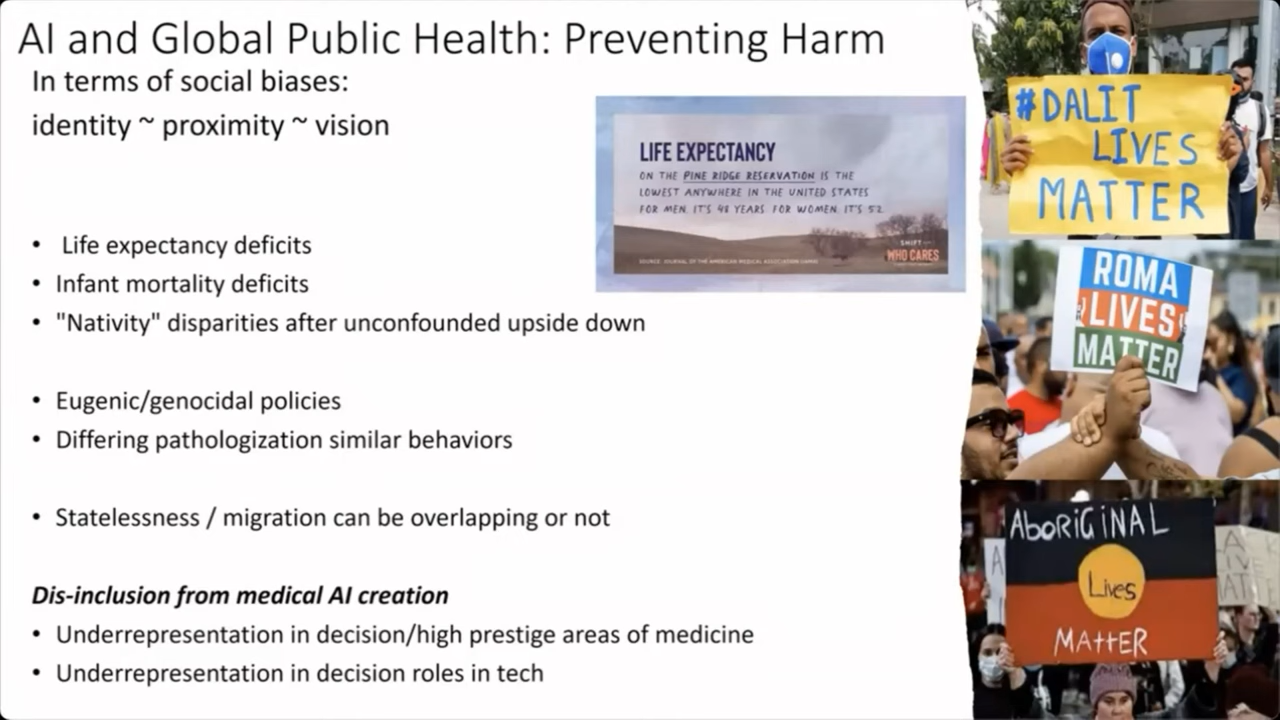 AI and Global Public Health: Preventing Harm
In terms of social biases:
identity ~ proximity ~ vision
LIFE EXPECTANCY
ON THE PINE RIDGE RESERVATION IS THE
LOWEST ANYWHERE IN THE UNITED STATES
FOR MEN, IT'S 48 YEARS. FOR WOMEN, IT'S 52.
SOURCE: JOURNAL OF THE AMERICAN MEDICAL ASSOCIATION
SHIFT
WHO CARES
• Life expectancy deficits
• Infant mortality deficits
• "Nativity" disparities after unconfounded upside down
• Eugenic/genocidal policies
• Differing pathologization similar behaviors
• Statelessness / migration can be overlapping or not
Dis-inclusion from medical AI creation
• Underrepresentation in decision/high prestige areas of medicine
• Underrepresentation in decision roles in tech
#DALIT
LIVES
MATTER
ROMA
LIVES
MATTER
ABORiGiNAL
Lives
MAttER